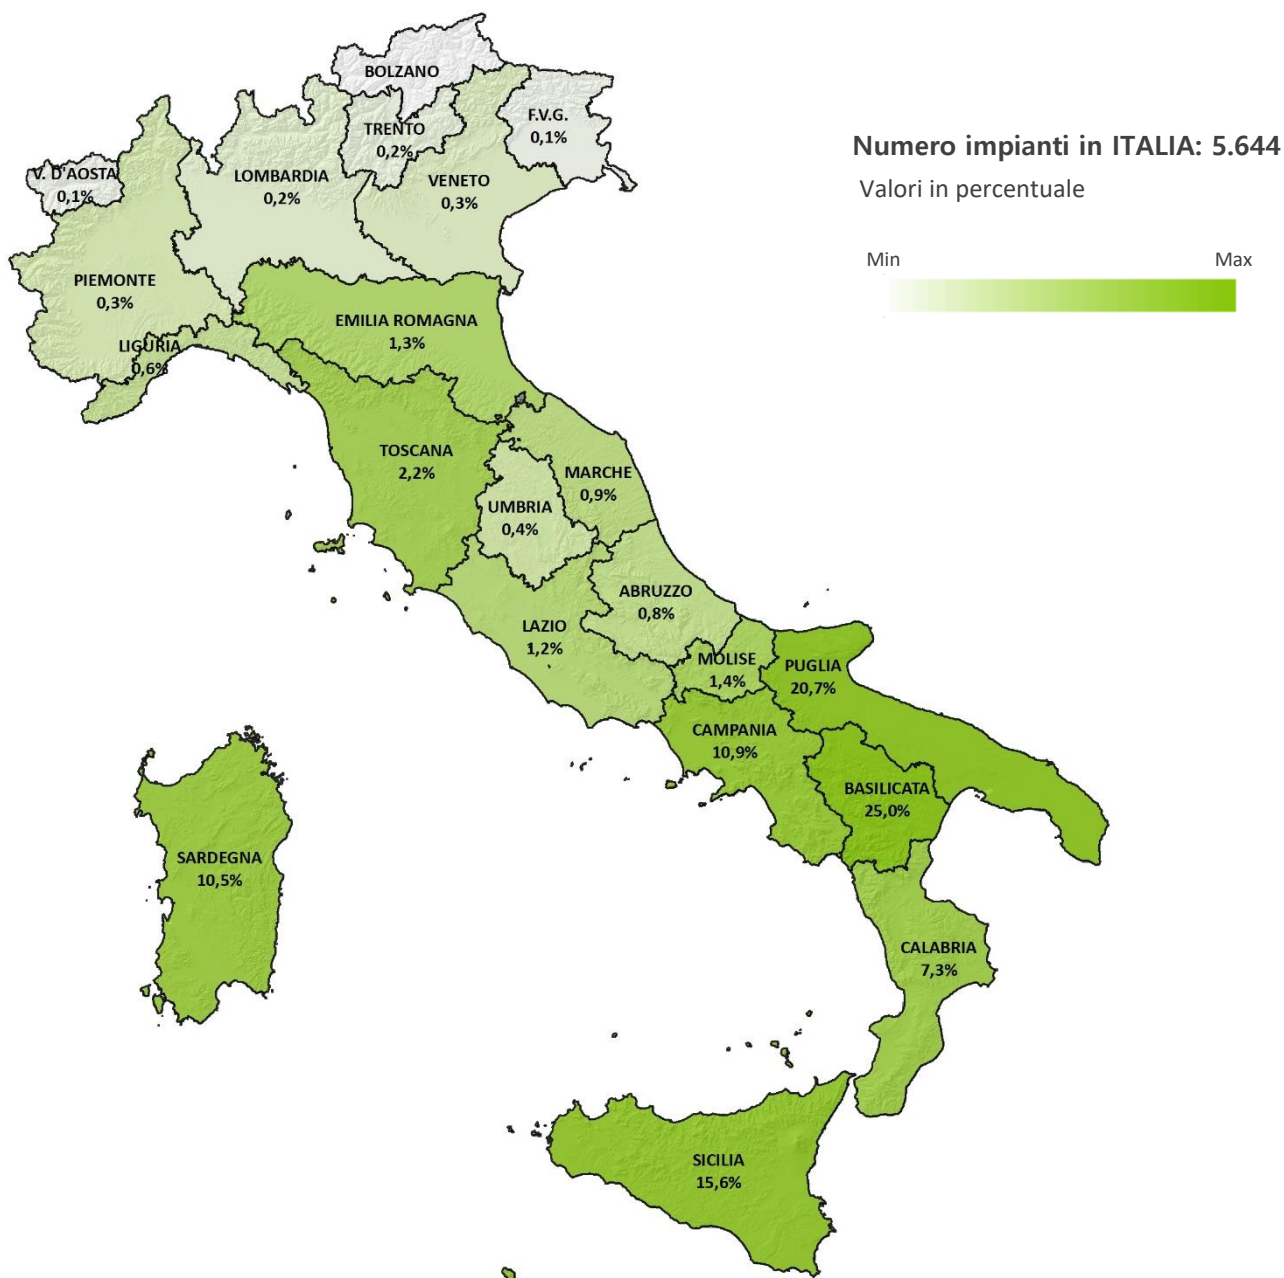 BOLZANO
F.V.G.
0,1%
TRENTO
0,2%
Numero impianti in ITALIA: 5.644
Valori in percentuale
V. D'AOSTA
0,1%
LOMBARDIA
0,2%
VENETO
0,3%
Min
Max
PIEMONTE
0,3%
EMILIA ROMAGNA
1,3%
LIGURIA
0,6%
TOSCANA
2,2%
MARCHE
0,9%
UMBRIA
0,4%
ABRUZZO
0,8%
LAZIO
1,2%
MOLISE
1,4%
PUGLIA
20,7%
CAMPANIA
10,9%
BASILICATA
25,0%
SARDEGNA
10,5%
CALABRIA
7,3%
SICILIA
15,6%